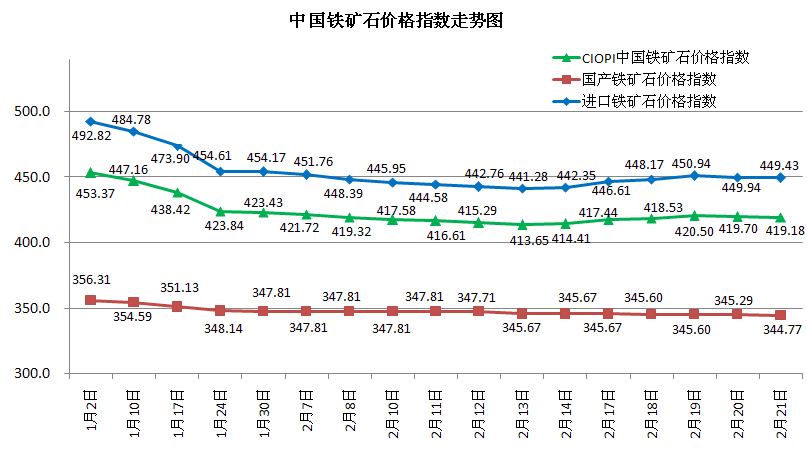 中国铁矿石价格指数走势图
CIOPI中国铁矿石价格指数
国产铁矿石价格指数
进口铁矿石价格指数
500.0
450.0
400.0
350.0
300.0
492.82
484.78
473.90
454.61
454.17
451.76
448.39
445.95
444.58
442.76
441.28
442.35
446.61
448.17
450.94
449.94
449.43
453.37
447.16
438.42
423.84
423.43
421.72
419.32
417.58
416.61
415.29
413.65
414.41
417.44
418.53
420.50
419.70
419.18
356.31
354.59
351.13
348.14
347.81
347.81
347.81
347.81
347.81
347.71
345.67
345.67
345.67
345.60
345.60
345.29
344.77
1月2日
1月10日
1月17日
1月24日
1月30日
2月7日
2月8日
2月10日
2月11日
2月12日
2月13日
2月14日
2月17日
2月18日
2月19日
2月20日
2月21日